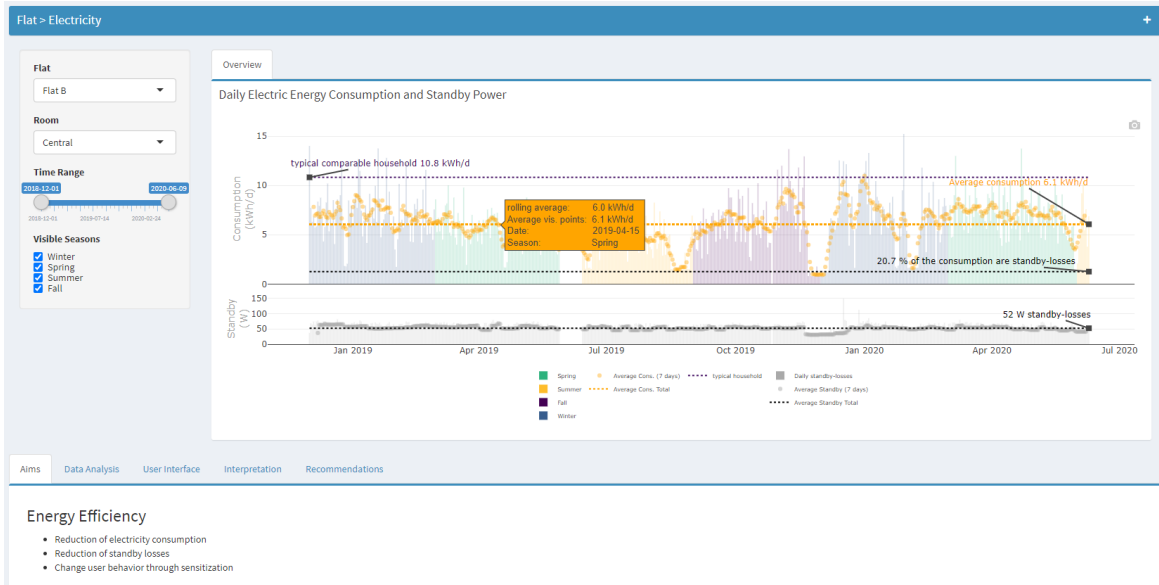 Flat > Electricity
+
Flat
Flat B
Room
Central
Time Range
2018-12-01 2020-06-09
2018-12-01 2019-07-14 2020-02-24
Visible Seasons
Winter
Spring
Summer
Fall
Overview
Daily Electric Energy Consumption and Standby Power
Consumption
(kWh/d)
15
10
5
0
typical comparable household 10.8 kWh/d
Average consumption 6.1 kWh/d
rolling average: 6.0 kWh/d
Average vis. points: 6.1 kWh/d
Date: 2019-04-15
Season: Spring
20.7 % of the consumption are standby-losses
Standby
(W)
150
100
50
0
52 W standby-losses
Jan 2019 Apr 2019 Jul 2019 Oct 2019 Jan 2020 Apr 2020 Jul 2020
Spring Average Cons. (7 days) typical household Daily standby-losses
Summer Average Cons. Total Average Standby (7 days)
Fall Average Standby Total
Winter
Aims Data Analysis User Interface Interpretation Recommendations
Energy Efficiency
Reduction of electricity consumption
Reduction of standby losses
Change user behavior through sensitization